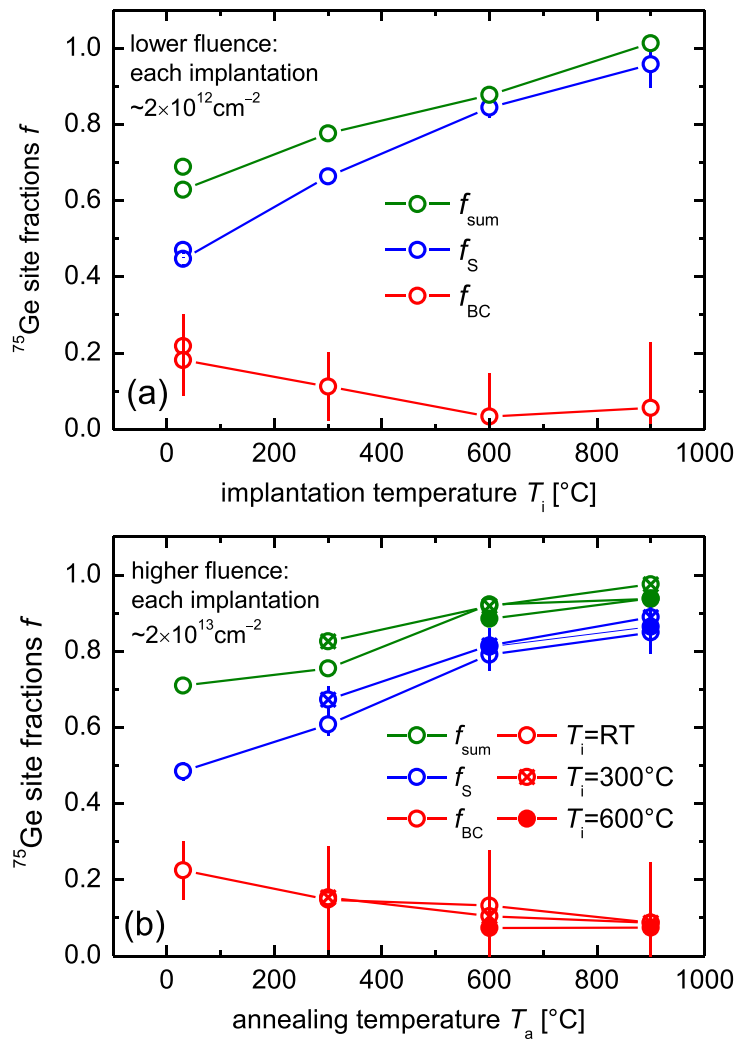 lower fluence:
each implantation
~2×10¹²cm⁻²
1.0
0.8
0.6
0.4
0.2
0.0
⁷⁵Ge site fractions f
f_sum
f_S
f_BC
(a)
0 200 400 600 800 1000
implantation temperature T_i [°C]
higher fluence:
each implantation
~2×10¹³cm⁻²
1.0
0.8
0.6
0.4
0.2
0.0
⁷⁵Ge site fractions f
f_sum T_i=RT
f_S T_i=300°C
f_BC T_i=600°C
(b)
0 200 400 600 800 1000
annealing temperature T_a [°C]